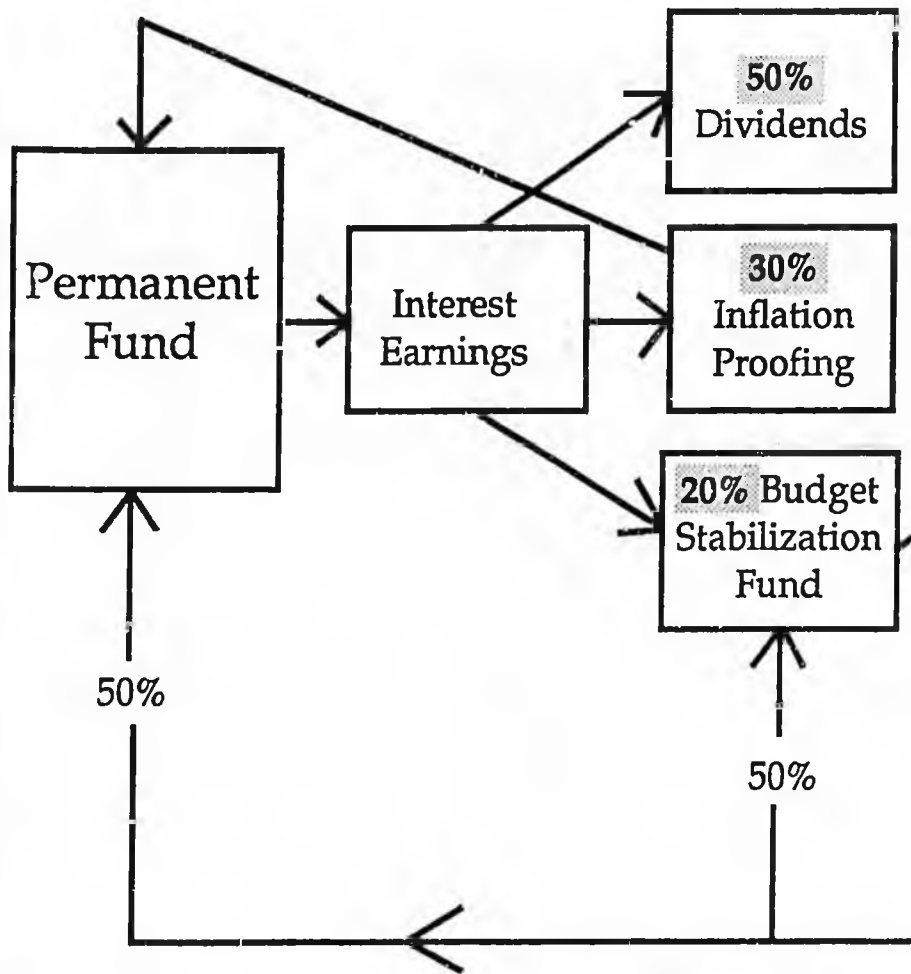 50%
Dividends
Permanent
Fund
Interest
Earnings
30%
Inflation
Proofing
20% Budget
Stabilization
Fund
50%
50%